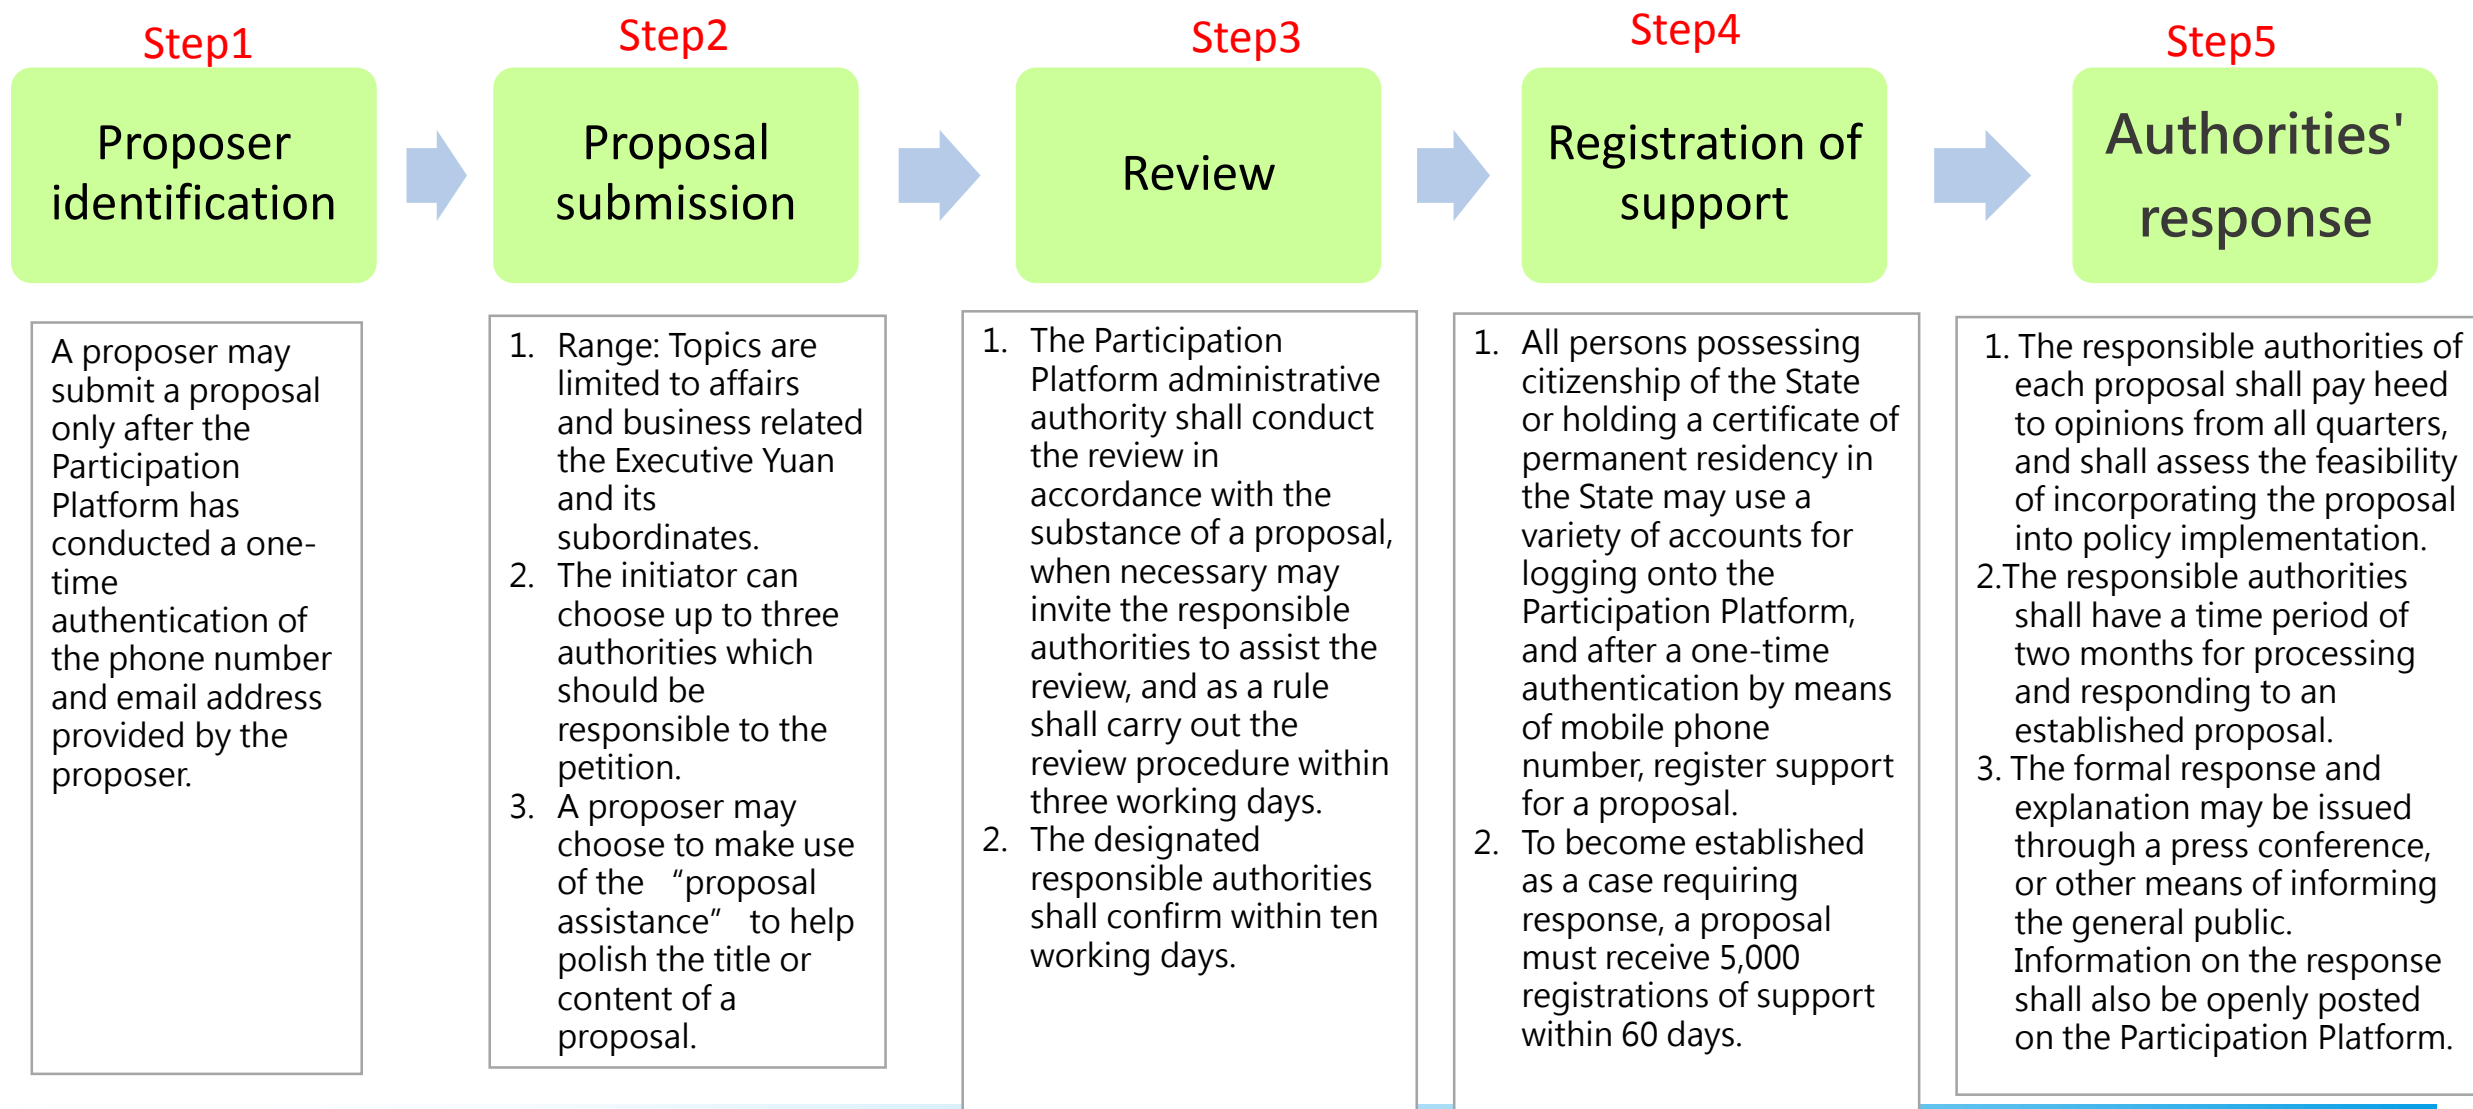 Step1
Proposer
identification
A proposer may
submit a proposal
only after the
Participation
Platform has
conducted a one-
time
authentication of
the phone number
and email address
provided by the
proposer.
Step2
Proposal
submission
1. Range: Topics are
limited to affairs
and business related
the Executive Yuan
and its
subordinates.
2. The initiator can
choose up to three
authorities which
should be
responsible to the
petition.
3. A proposer may
choose to make use
of the “proposal
assistance” to help
polish the title or
content of a
proposal.
Step3
Review
1. The Participation
Platform administrative
authority shall conduct
the review in
accordance with the
substance of a proposal,
when necessary may
invite the responsible
authorities to assist the
review, and as a rule
shall carry out the
review procedure within
three working days.
2. The designated
responsible authorities
shall confirm within ten
working days.
Step4
Registration of
support
1. All persons possessing
citizenship of the State
or holding a certificate of
permanent residency in
the State may use a
variety of accounts for
logging onto the
Participation Platform,
and after a one-time
authentication by means
of mobile phone
number, register support
for a proposal.
2. To become established
as a case requiring
response, a proposal
must receive 5,000
registrations of support
within 60 days.
Step5
Authorities'
response
1. The responsible authorities of
each proposal shall pay heed
to opinions from all quarters,
and shall assess the feasibility
of incorporating the proposal
into policy implementation.
2.The responsible authorities
shall have a time period of
two months for processing
and responding to an
established proposal.
3. The formal response and
explanation may be issued
through a press conference,
or other means of informing
the general public.
Information on the response
shall also be openly posted
on the Participation Platform.